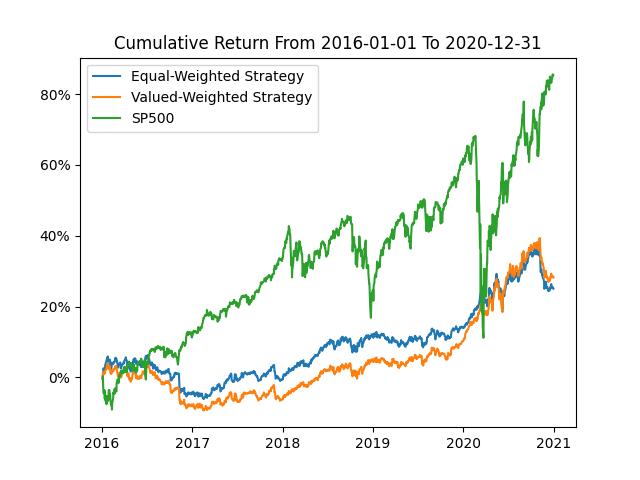 Cumulative Return From 2016-01-01 To 2020-12-31
Equal-Weighted Strategy
Valued-Weighted Strategy
SP500
80%
60%
40%
20%
0%
2016 2017 2018 2019 2020 2021